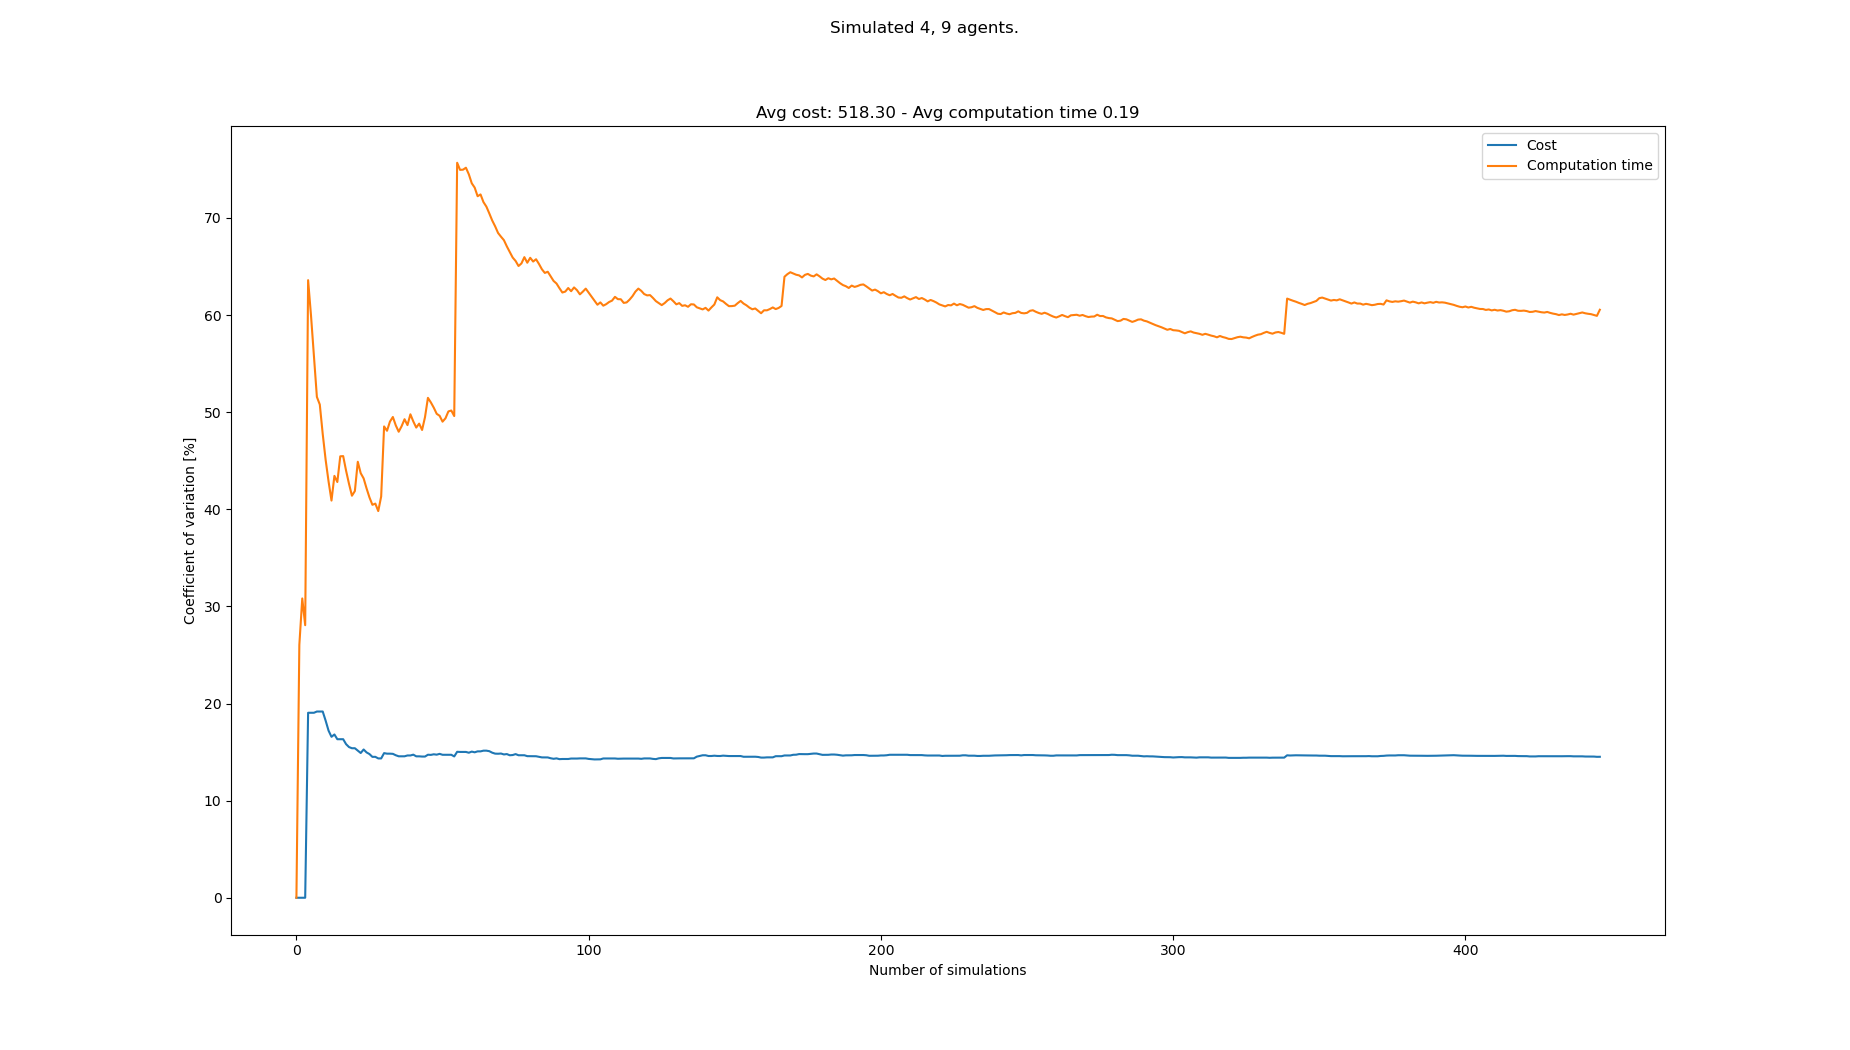 Simulated 4, 9 agents.
Avg cost: 518.30 - Avg computation time 0.19
Cost
Computation time
Coefficient of variation [%]
70
60
50
40
30
20
10
0
0 100 200 300 400
Number of simulations